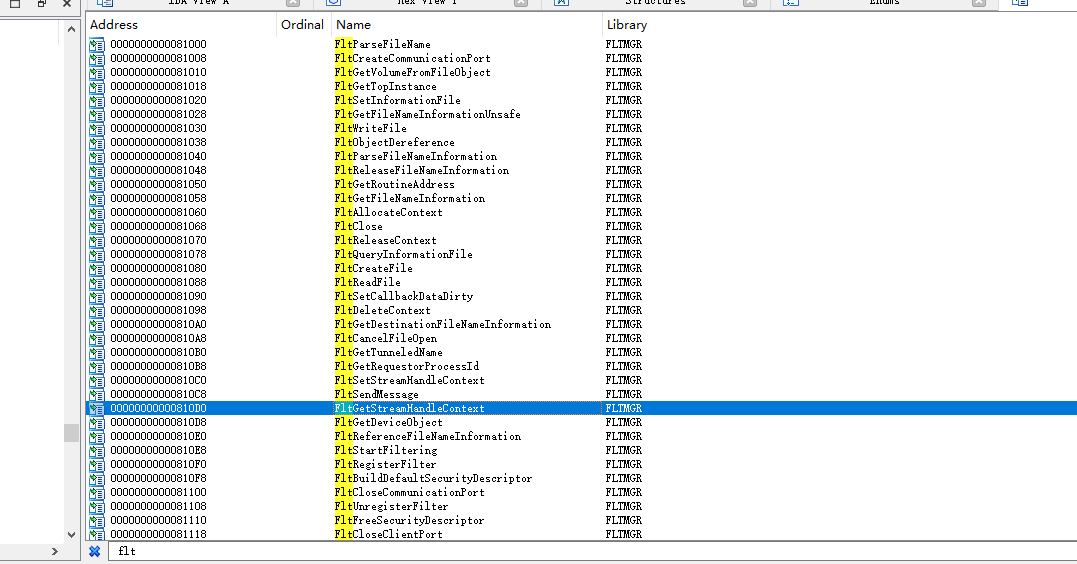 IDA View-A Hex View-1 Structures Enums
Address Ordinal Name Library
0000000000081000 FltParseFileName FLTMGR
0000000000081008 FltCreateCommunicationPort FLTMGR
0000000000081010 FltGetVolumeFromFileObject FLTMGR
0000000000081018 FltGetTopInstance FLTMGR
0000000000081020 FltSetInformationFile FLTMGR
0000000000081028 FltGetFileNameInformationUnsafe FLTMGR
0000000000081030 FltWriteFile FLTMGR
0000000000081038 FltObjectDereference FLTMGR
0000000000081040 FltParseFileNameInformation FLTMGR
0000000000081048 FltReleaseFileNameInformation FLTMGR
0000000000081050 FltGetRoutineAddress FLTMGR
0000000000081058 FltGetFileNameInformation FLTMGR
0000000000081060 FltAllocateContext FLTMGR
0000000000081068 FltClose FLTMGR
0000000000081070 FltReleaseContext FLTMGR
0000000000081078 FltQueryInformationFile FLTMGR
0000000000081080 FltCreateFile FLTMGR
0000000000081088 FltReadFile FLTMGR
0000000000081090 FltSetCallbackDataDirty FLTMGR
0000000000081098 FltDeleteContext FLTMGR
00000000000810A0 FltGetDestinationFileNameInformation FLTMGR
00000000000810A8 FltCancelFileOpen FLTMGR
00000000000810B0 FltGetTunneledName FLTMGR
00000000000810B8 FltGetRequestorProcessId FLTMGR
00000000000810C0 FltSetStreamHandleContext FLTMGR
00000000000810C8 FltSendMessage FLTMGR
00000000000810D0 FltGetStreamHandleContext FLTMGR
00000000000810D8 FltGetDeviceObject FLTMGR
00000000000810E0 FltReferenceFileNameInformation FLTMGR
00000000000810E8 FltStartFiltering FLTMGR
00000000000810F0 FltRegisterFilter FLTMGR
00000000000810F8 FltBuildDefaultSecurityDescriptor FLTMGR
0000000000081100 FltCloseCommunicationPort FLTMGR
0000000000081108 FltUnregisterFilter FLTMGR
0000000000081110 FltFreeSecurityDescriptor FLTMGR
0000000000081118 FltCloseClientPort FLTMGR
flt